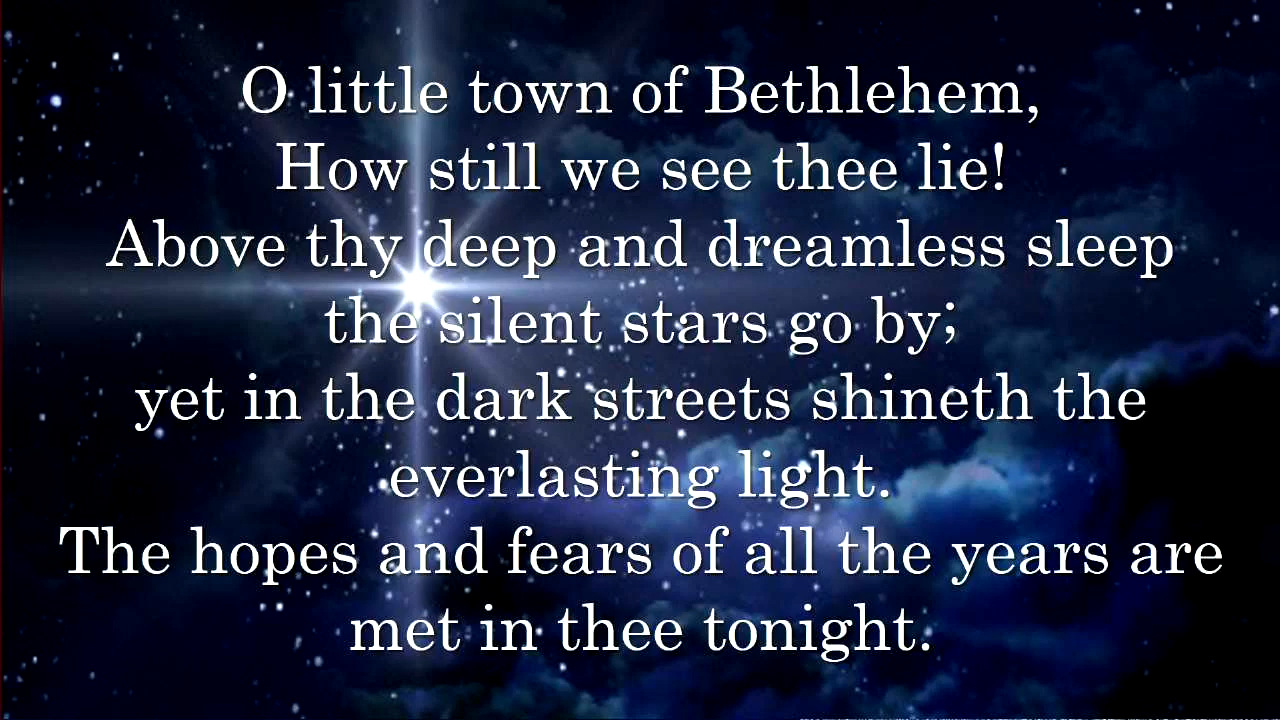 O little town of Bethlehem,
How still we see thee lie!
Above thy deep and dreamless sleep
the silent stars go by;
yet in the dark streets shineth the
everlasting light.
The hopes and fears of all the years are
met in thee tonight.